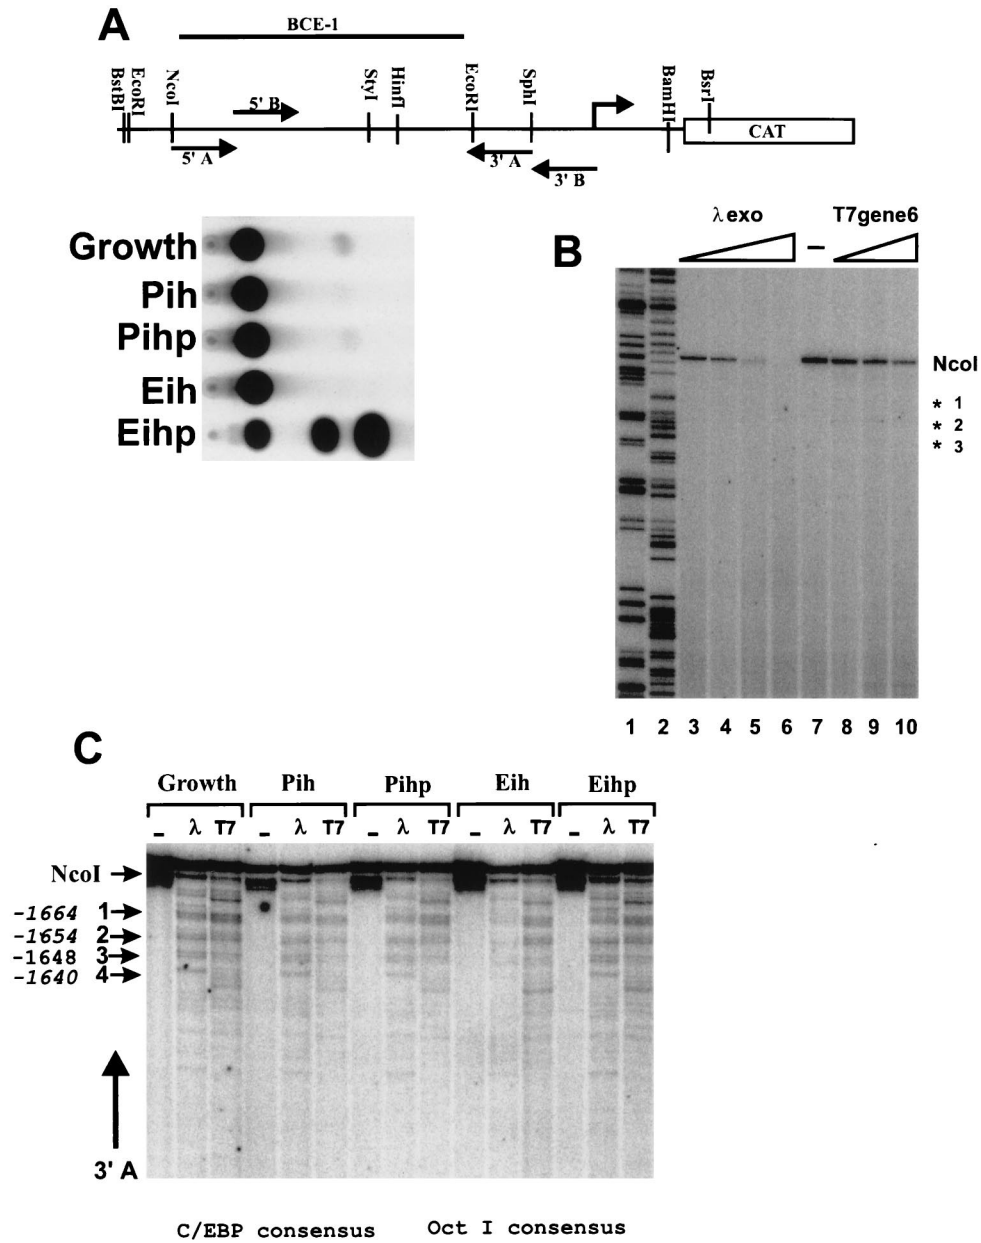 A
BCE-1
BstBI EcoRI NcoI StyI HinfI EcoRI SphI BamHI BsrI
5' B
CAT
5' A 3' A
3' B
Growth
Pih
Pihp
Eih
Eihp
B
λ exo T7gene6
–
NcoI
* 1
* 2
* 3
1 2 3 4 5 6 7 8 9 10
C
Growth Pih Pihp Eih Eihp
– λ T7 – λ T7 – λ T7 – λ T7 – λ T7
NcoI
-1664 1
-1654 2
-1648 3
-1640 4
3' A
C/EBP consensus Oct I consensus